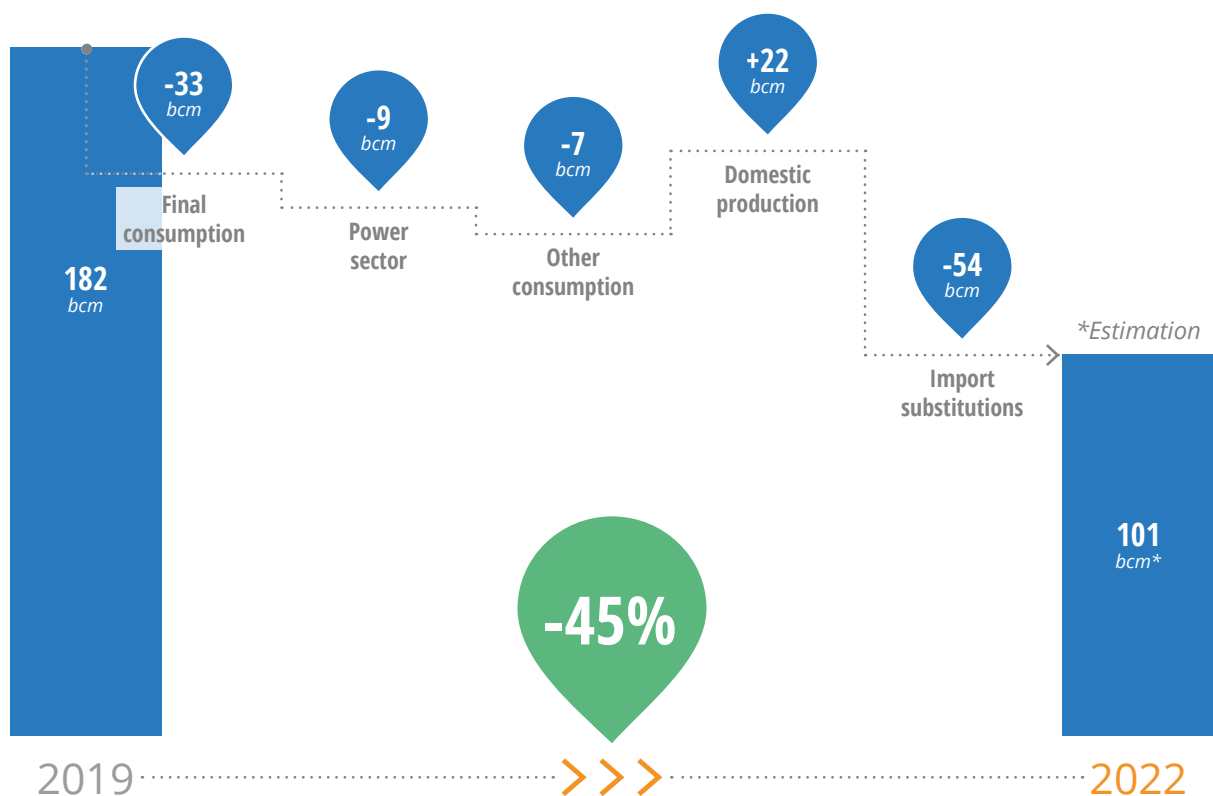 -33
bcm
Final
consumption
-9
bcm
Power
sector
-7
bcm
Other
consumption
+22
bcm
Domestic
production
-54
bcm
Import
substitutions
182
bcm
*Estimation
101
bcm*
-45%
2019
2022